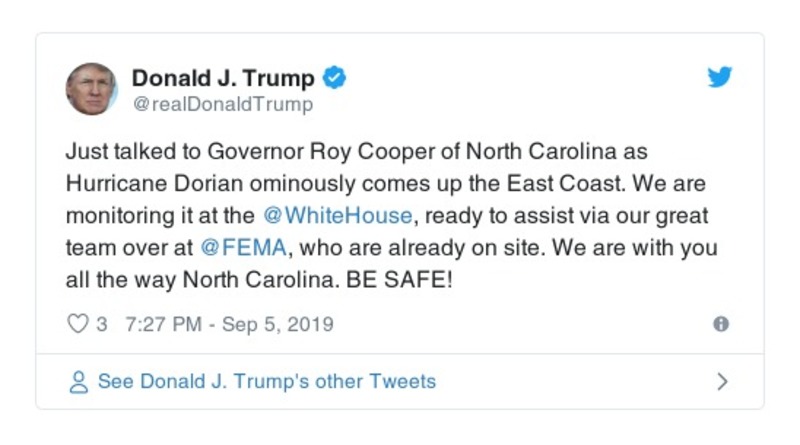 Donald J. Trump
@realDonaldTrump
Just talked to Governor Roy Cooper of North Carolina as
Hurricane Dorian ominously comes up the East Coast. We are
monitoring it at the @WhiteHouse, ready to assist via our great
team over at @FEMA, who are already on site. We are with you
all the way North Carolina. BE SAFE!
3 7:27 PM - Sep 5, 2019
See Donald J. Trump's other Tweets